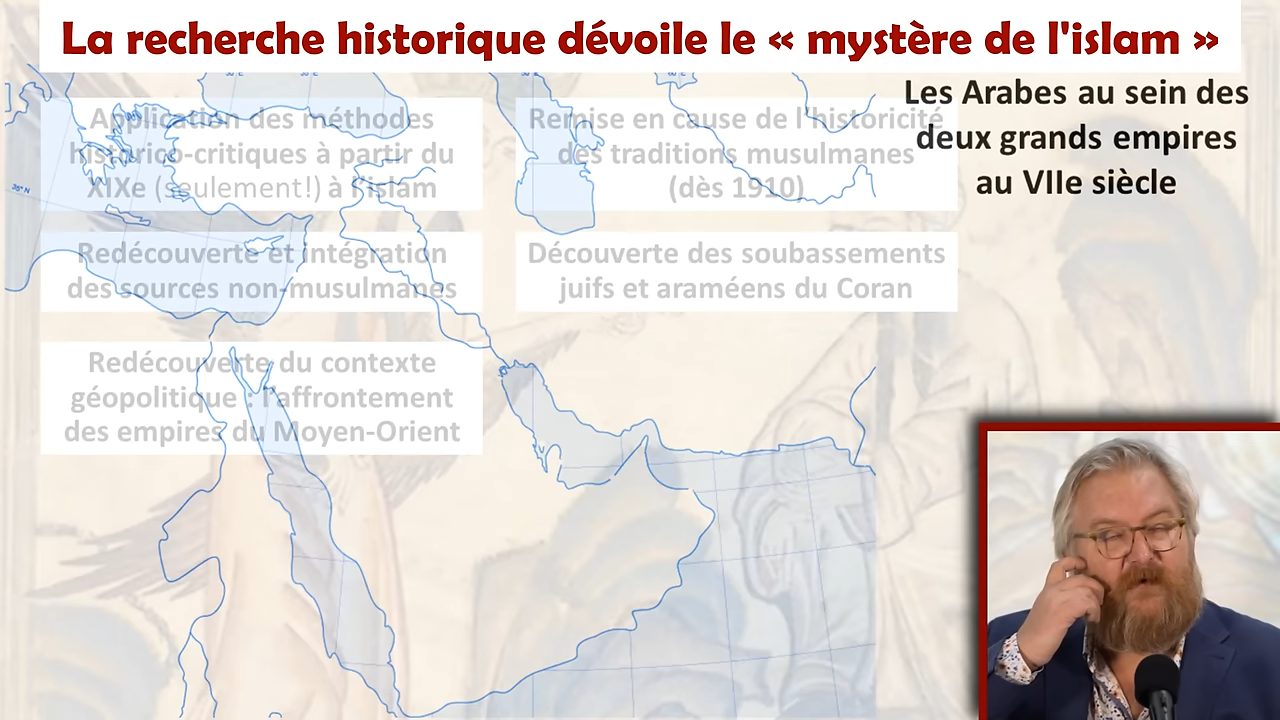 La recherche historique dévoile le « mystère de l'islam »
Les Arabes au sein des
deux grands empires
au VIIe siècle
Application des méthodes
historico-critiques à partir du
XIXe (seulement!) à l'islam
Remise en cause de l'historicité
des traditions musulmanes
(dès 1910)
Redécouverte et intégration
des sources non-musulmanes
Découverte des soubassements
juifs et araméens du Coran
Redécouverte du contexte
géopolitique : l'affrontement
des empires du Moyen-Orient
35° N